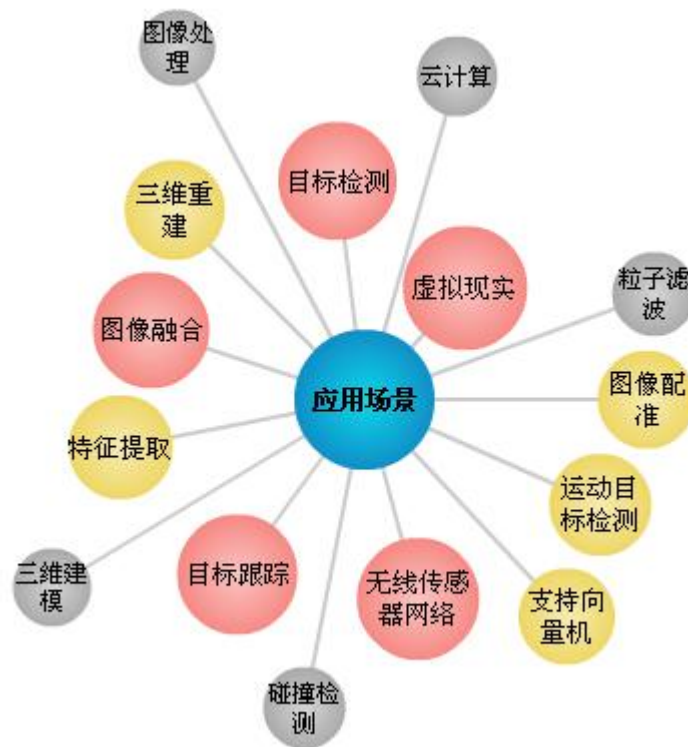 图像处
理
云计算
目标检测
三维重
建
虚拟现实
粒子滤
波
图像融合
应用场景
图像配
准
特征提取
运动目
标检测
三维建
模
目标跟踪
无线传感
器网络
支持向
量机
碰撞检
测